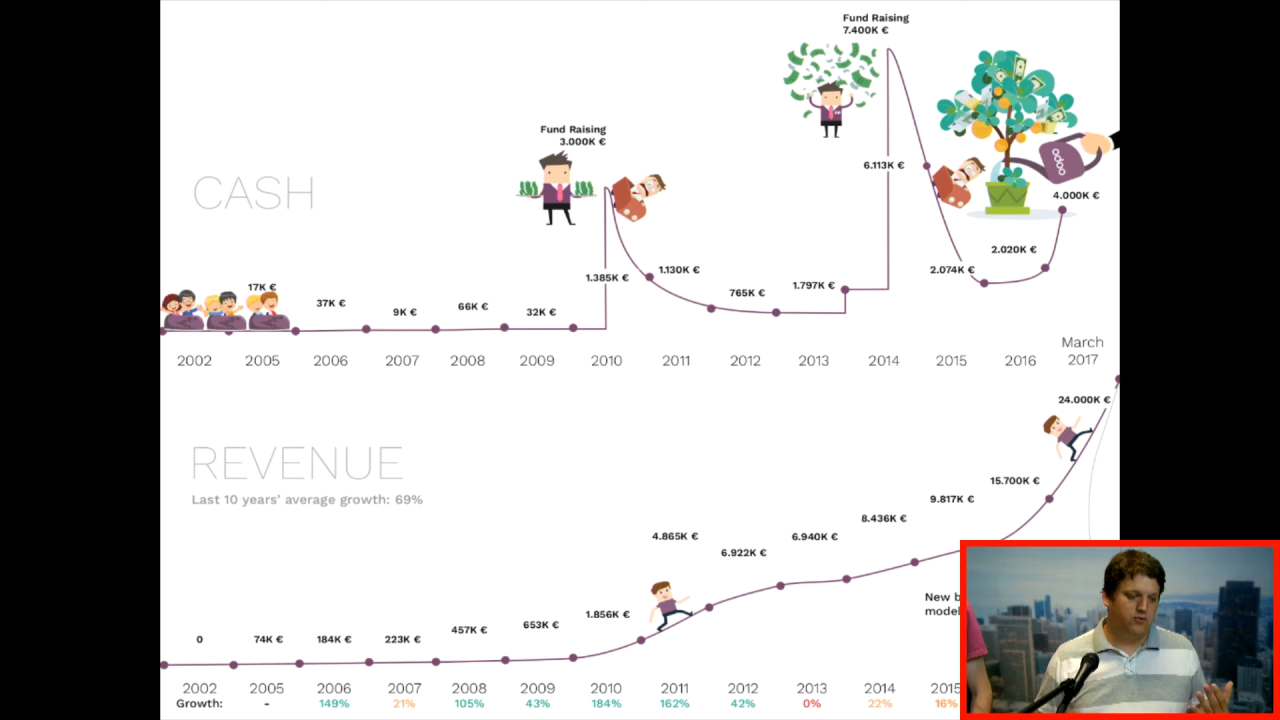 Fund Raising
7.400K €
Fund Raising
3.000K €
odoo
6.113K €
CASH
4.000K €
2.020K €
1.385K €
1.130K €
2.074K €
17K €
37K €
9K €
66K €
32K €
765K €
1.797K €
March
2002 2005 2006 2007 2008 2009 2010 2011 2012 2013 2014 2015 2016 2017
24.000K €
REVENUE
Last 10 years' average growth: 69%
15.700K €
9.817K €
8.436K €
4.865K €
6.922K €
6.940K €
New b
model
0 74K € 184K € 223K € 457K € 653K € 1.856K €
2002 2005 2006 2007 2008 2009 2010 2011 2012 2013 2014 2015
Growth: - 149% 21% 105% 43% 184% 162% 42% 0% 22% 16%